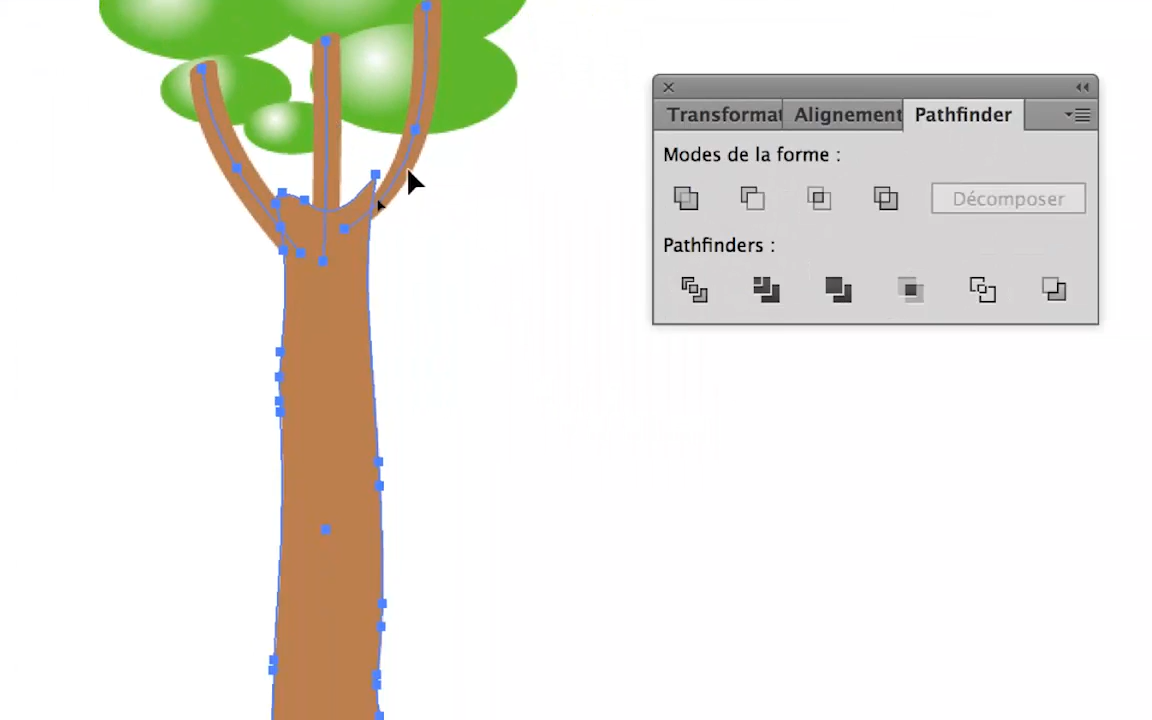 Transformat Alignement Pathfinder
Modes de la forme :
Décomposer
Pathfinders :